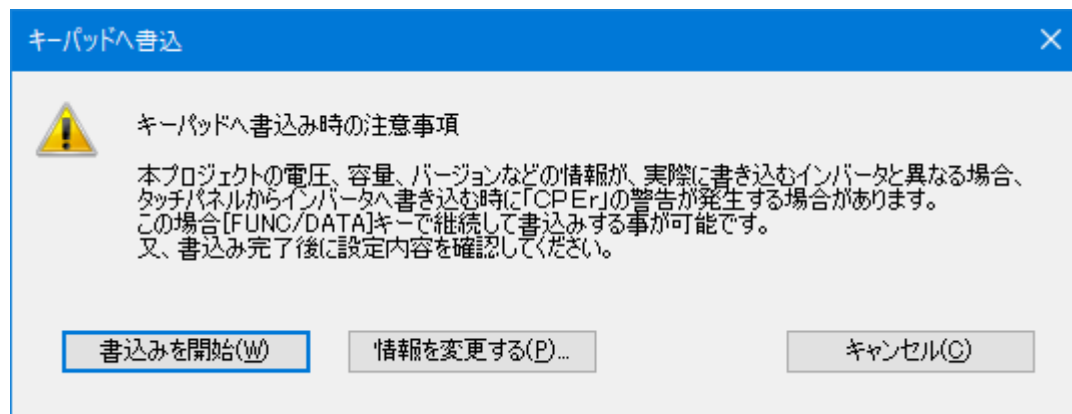 キーパッドへ書込
キーパッドへ書込み時の注意事項
本プロジェクトの電圧、容量、バージョンなどの情報が、実際に書き込むインバータと異なる場合、
タッチパネルからインバータへ書き込む時に「CPEr」の警告が発生する場合があります。
この場合[FUNC/DATA]キーで継続して書込みする事が可能です。
又、書込み完了後に設定内容を確認してください。
書込みを開始(W)
情報を変更する(P)...
キャンセル(C)